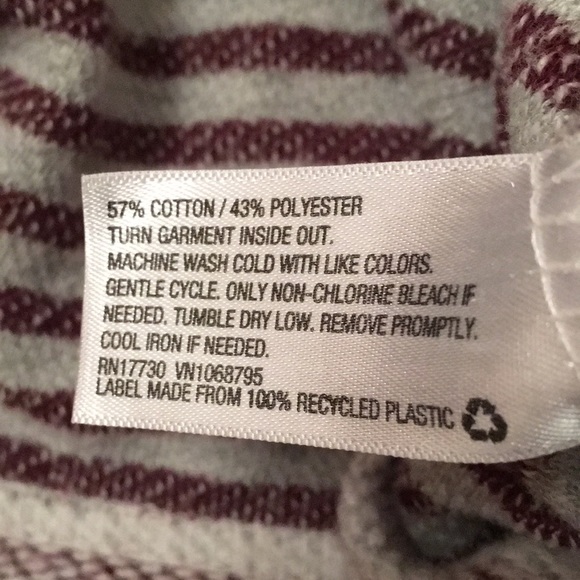 57% COTTON / 43% POLYESTER
TURN GARMENT INSIDE OUT.
MACHINE WASH COLD WITH LIKE COLORS.
GENTLE CYCLE. ONLY NON-CHLORINE BLEACH IF
NEEDED. TUMBLE DRY LOW. REMOVE PROMPTLY.
COOL IRON IF NEEDED.
RN17730 VN1068795
LABEL MADE FROM 100% RECYCLED PLASTIC